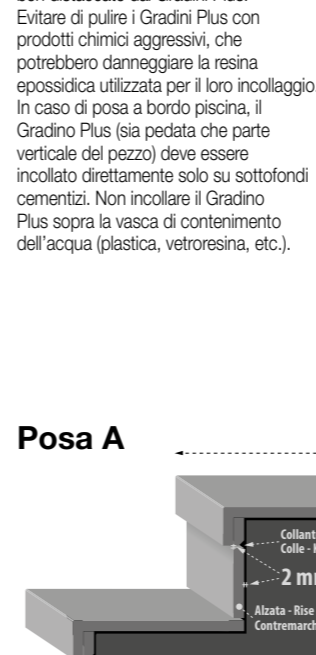 Evitare di pulire i Gradini Plus con
prodotti chimici aggressivi, che
potrebbero danneggiare la resina
epossidica utilizzata per il loro incollaggio.
In caso di posa a bordo piscina, il
Gradino Plus (sia pedata che parte
verticale del pezzo) deve essere
incollato direttamente solo su sottofondi
cementizi. Non incollare il Gradino
Plus sopra la vasca di contenimento
dell’acqua (plastica, vetroresina, etc.).
Posa A
Collant
Colle -
2 mm
Alzata - Rise
Contremarch